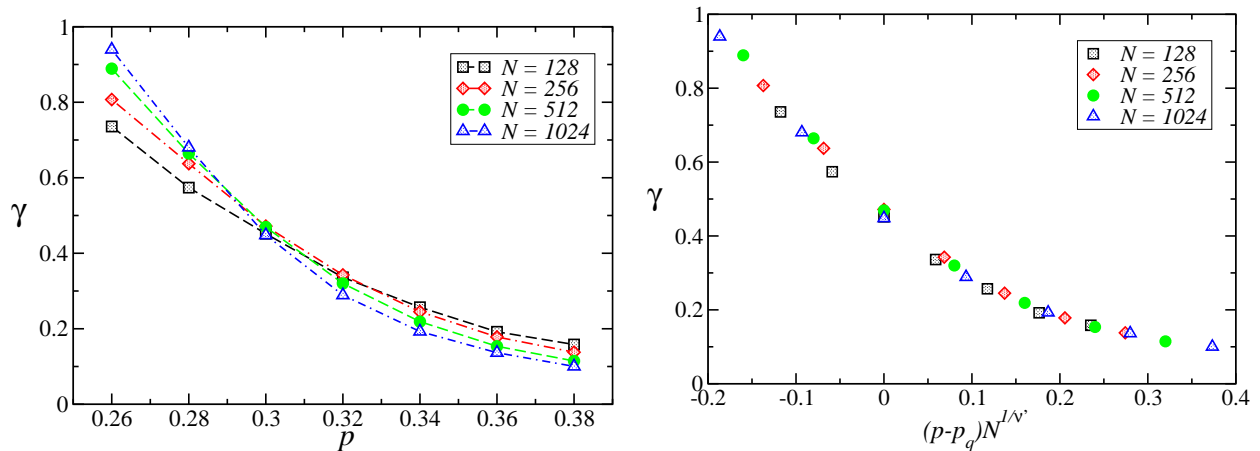 1
0.8
0.6
0.4
0.2
0
γ
0.26 0.28 0.3 0.32 0.34 0.36 0.38
p
N = 128
N = 256
N = 512
N = 1024
1
0.8
0.6
0.4
0.2
0
γ
-0.2 -0.1 0 0.1 0.2 0.3 0.4
(p-p_q)N^{1/ν'}
N = 128
N = 256
N = 512
N = 1024